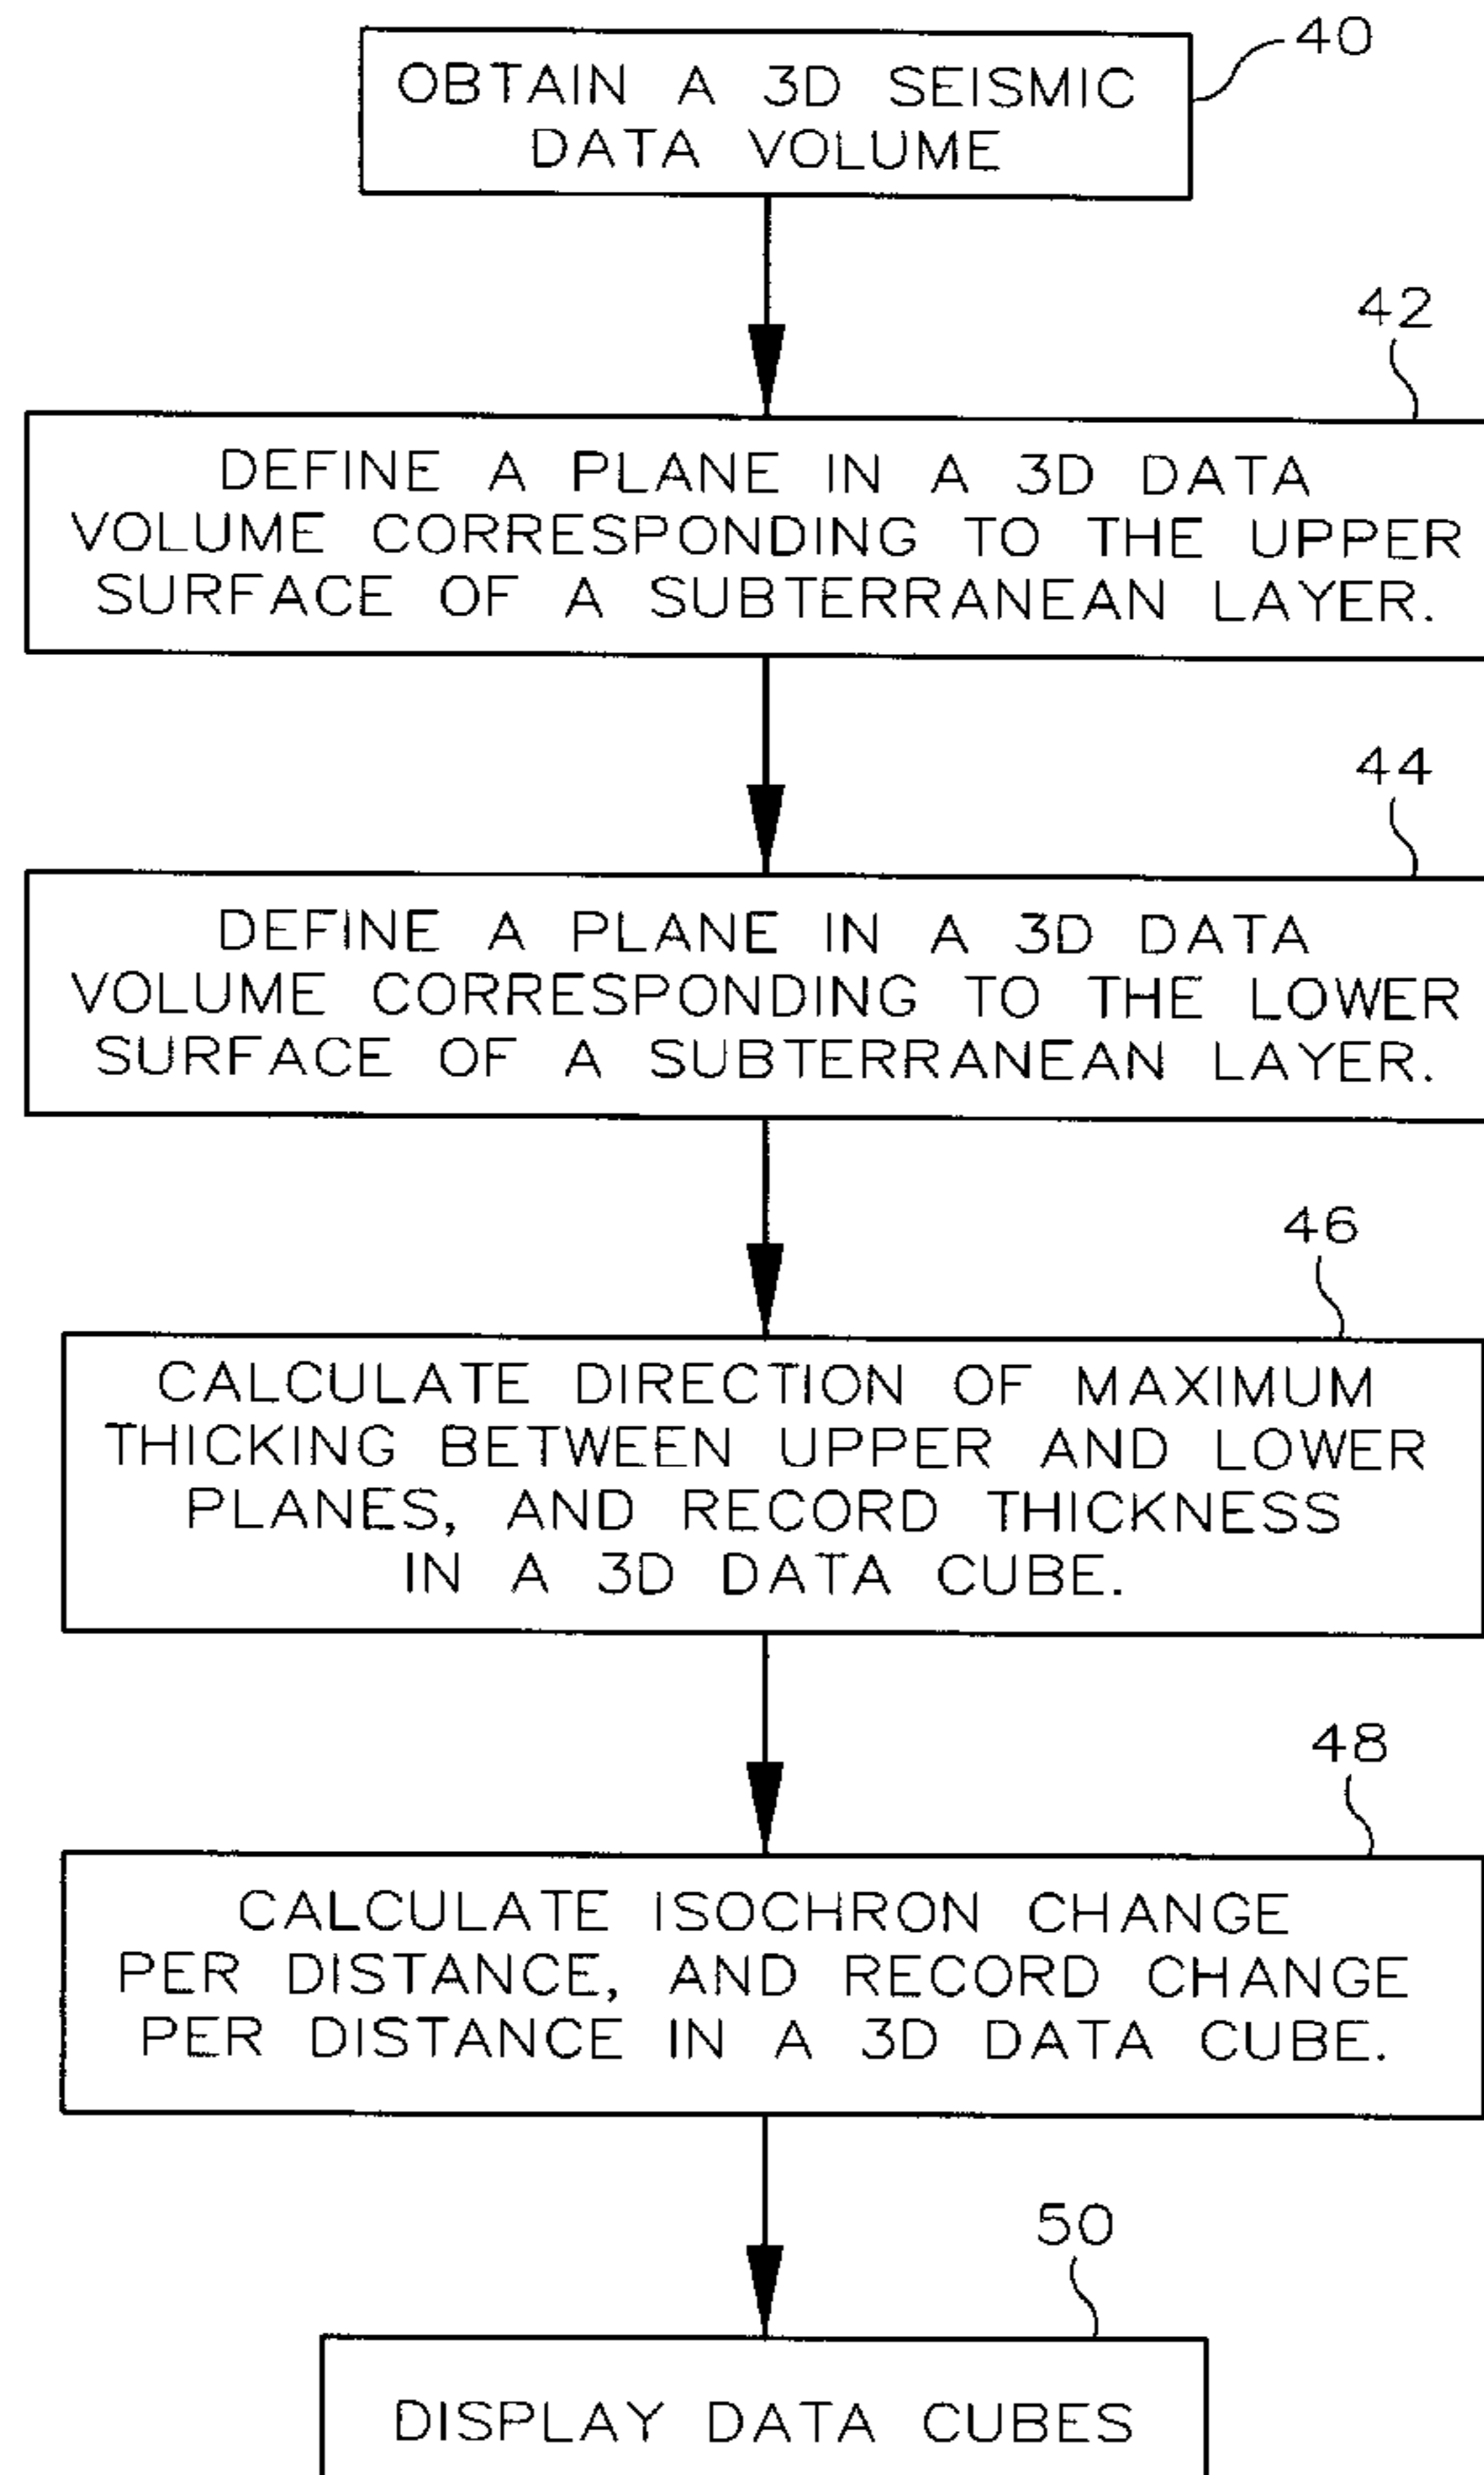 40
OBTAIN A 3D SEISMIC
DATA VOLUME
42
DEFINE A PLANE IN A 3D DATA
VOLUME CORRESPONDING TO THE UPPER
SURFACE OF A SUBTERRANEAN LAYER.
44
DEFINE A PLANE IN A 3D DATA
VOLUME CORRESPONDING TO THE LOWER
SURFACE OF A SUBTERRANEAN LAYER.
46
CALCULATE DIRECTION OF MAXIMUM
THICKING BETWEEN UPPER AND LOWER
PLANES, AND RECORD THICKNESS
IN A 3D DATA CUBE.
48
CALCULATE ISOCHRON CHANGE
PER DISTANCE, AND RECORD CHANGE
PER DISTANCE IN A 3D DATA CUBE.
50
DISPLAY DATA CUBES